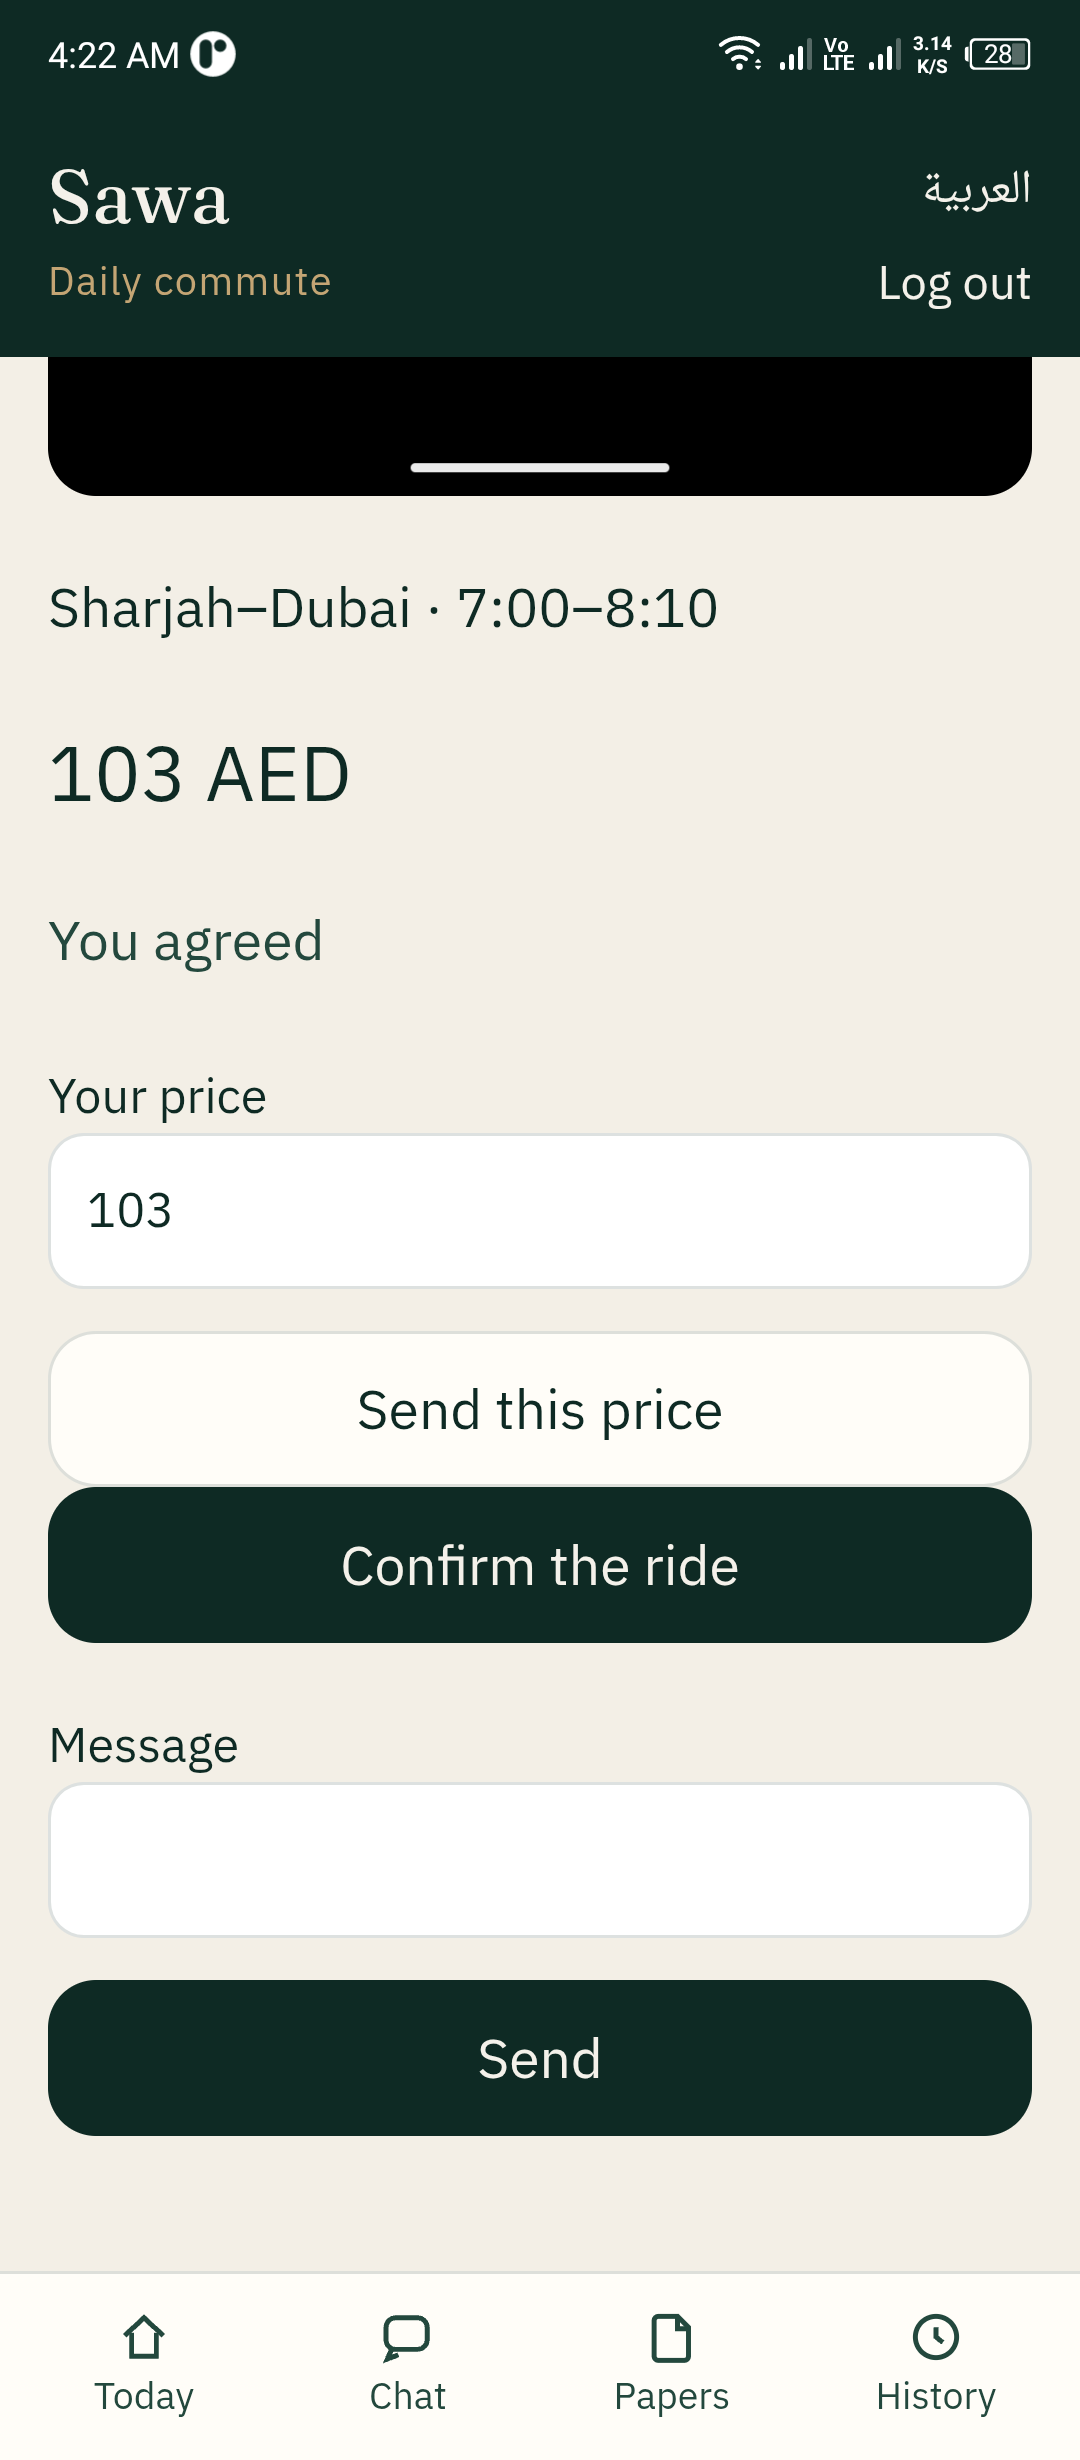 4:22 AM
Vo LTE
3.14 K/S
28
Sawa
العربية
Daily commute
Log out
Sharjah–Dubai · 7:00–8:10
103 AED
You agreed
Your price
103
Send this price
Confirm the ride
Message
Send
Today
Chat
Papers
History